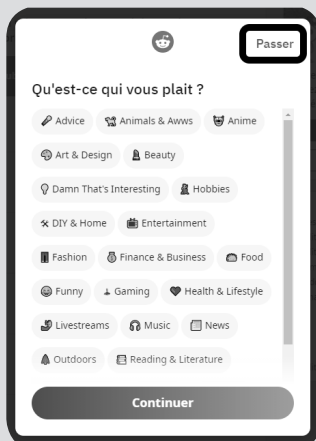 Passer
Qu'est-ce qui vous plait ?
Advice Animals & Awws Anime
Art & Design Beauty
Damn That's Interesting Hobbies
DIY & Home Entertainment
Fashion Finance & Business Food
Funny Gaming Health & Lifestyle
Livestreams Music News
Outdoors Reading & Literature
Continuer